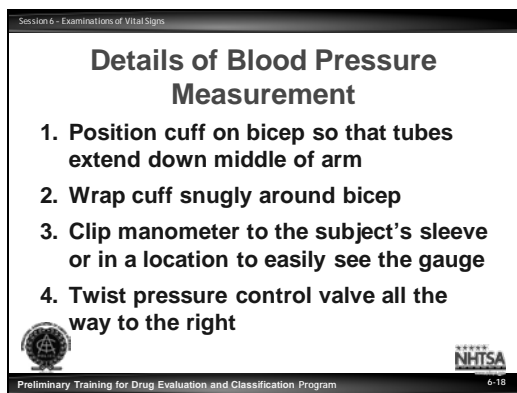 Session 6 - Examinations of Vital Signs
Details of Blood Pressure
Measurement
1. Position cuff on bicep so that tubes
extend down middle of arm
2. Wrap cuff snugly around bicep
3. Clip manometer to the subject's sleeve
or in a location to easily see the gauge
4. Twist pressure control valve all the
way to the right
NHTSA
Preliminary Training for Drug Evaluation and Classification Program
6-18